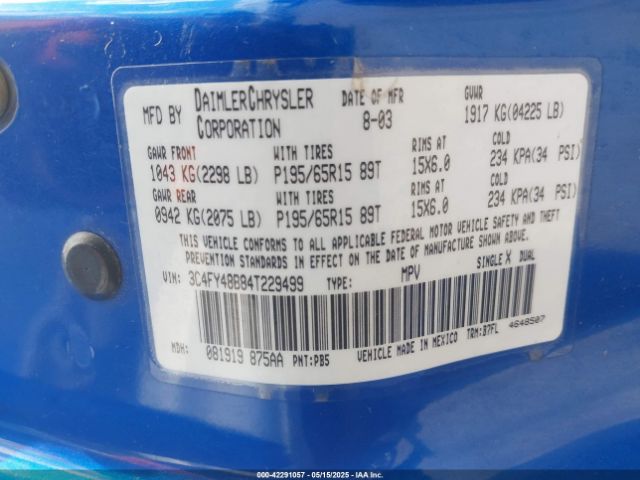 MFD BY DAIMLERCHRYSLER CORPORATION DATE OF MFR 8-03 GVWR 1917 KG(04225 LB)
GAWR FRONT WITH TIRES RIMS AT COLD
1043 KG(2298 LB) P195/65R15 89T 15X6.0 234 KPA(34 PSI)
GAWR REAR WITH TIRES RIMS AT COLD
0942 KG(2075 LB) P195/65R15 89T 15X6.0 234 KPA(34 PSI)
THIS VEHICLE CONFORMS TO ALL APPLICABLE FEDERAL MOTOR VEHICLE SAFETY AND THEFT
PREVENTION STANDARDS IN EFFECT ON THE DATE OF MANUFACTURE SHOWN ABOVE.
VIN: 3C4FY48B84T229499 TYPE: MPV SINGLE X DUAL
MDH: 081919 875AA PNT:PB5 VEHICLE MADE IN MEXICO TRM:B7FL 4648507
000-42291057 - 05/15/2025 - IAA, Inc.